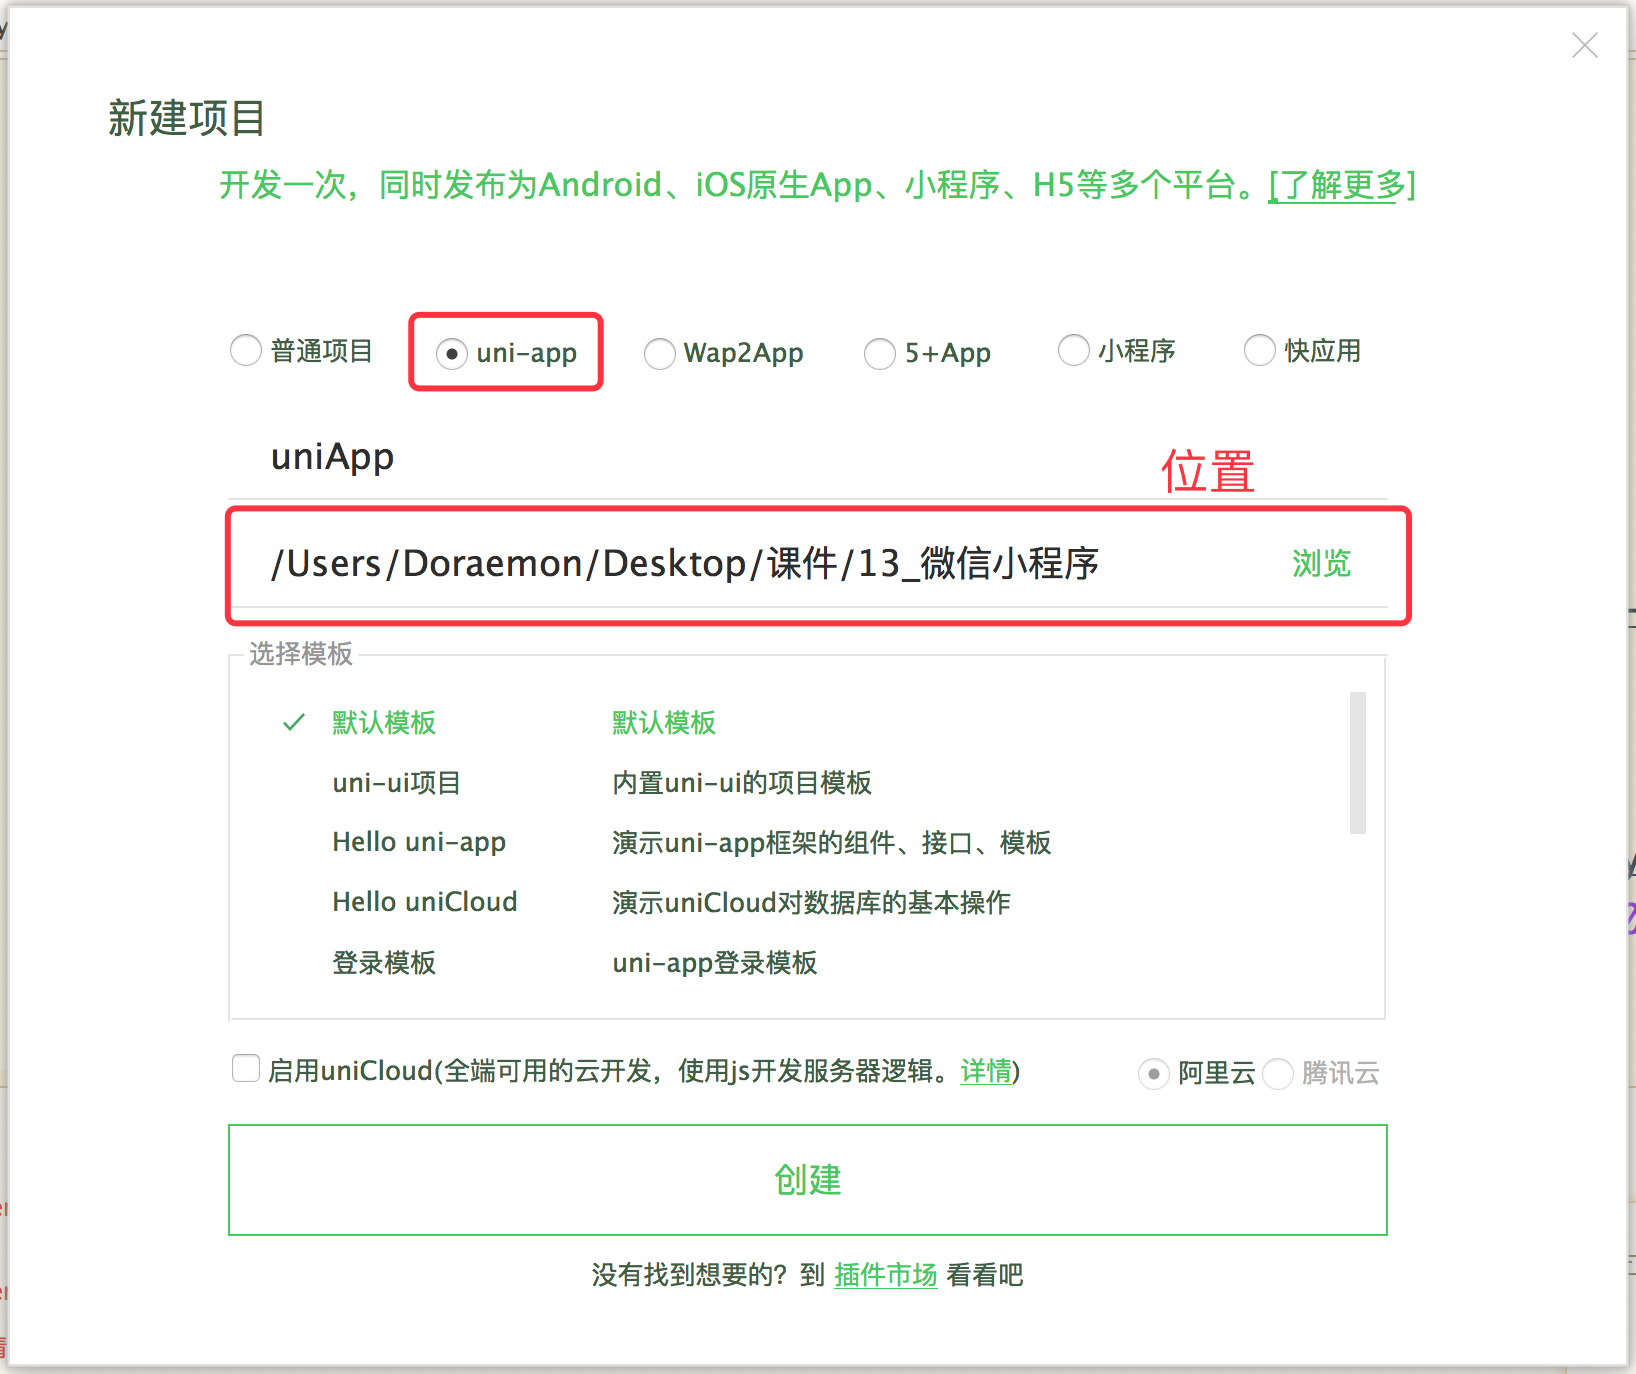 新建项目
开发一次，同时发布为Android、iOS原生App、小程序、H5等多个平台。[了解更多]
普通项目 uni-app Wap2App 5+App 小程序 快应用
uniApp
位置
/Users/Doraemon/Desktop/课件/13_微信小程序 浏览
选择模板
默认模板 默认模板
uni-ui项目 内置uni-ui的项目模板
Hello uni-app 演示uni-app框架的组件、接口、模板
Hello uniCloud 演示uniCloud对数据库的基本操作
登录模板 uni-app登录模板
启用uniCloud(全端可用的云开发，使用js开发服务器逻辑。详情) 阿里云 腾讯云
创建
没有找到想要的？到 插件市场 看看吧